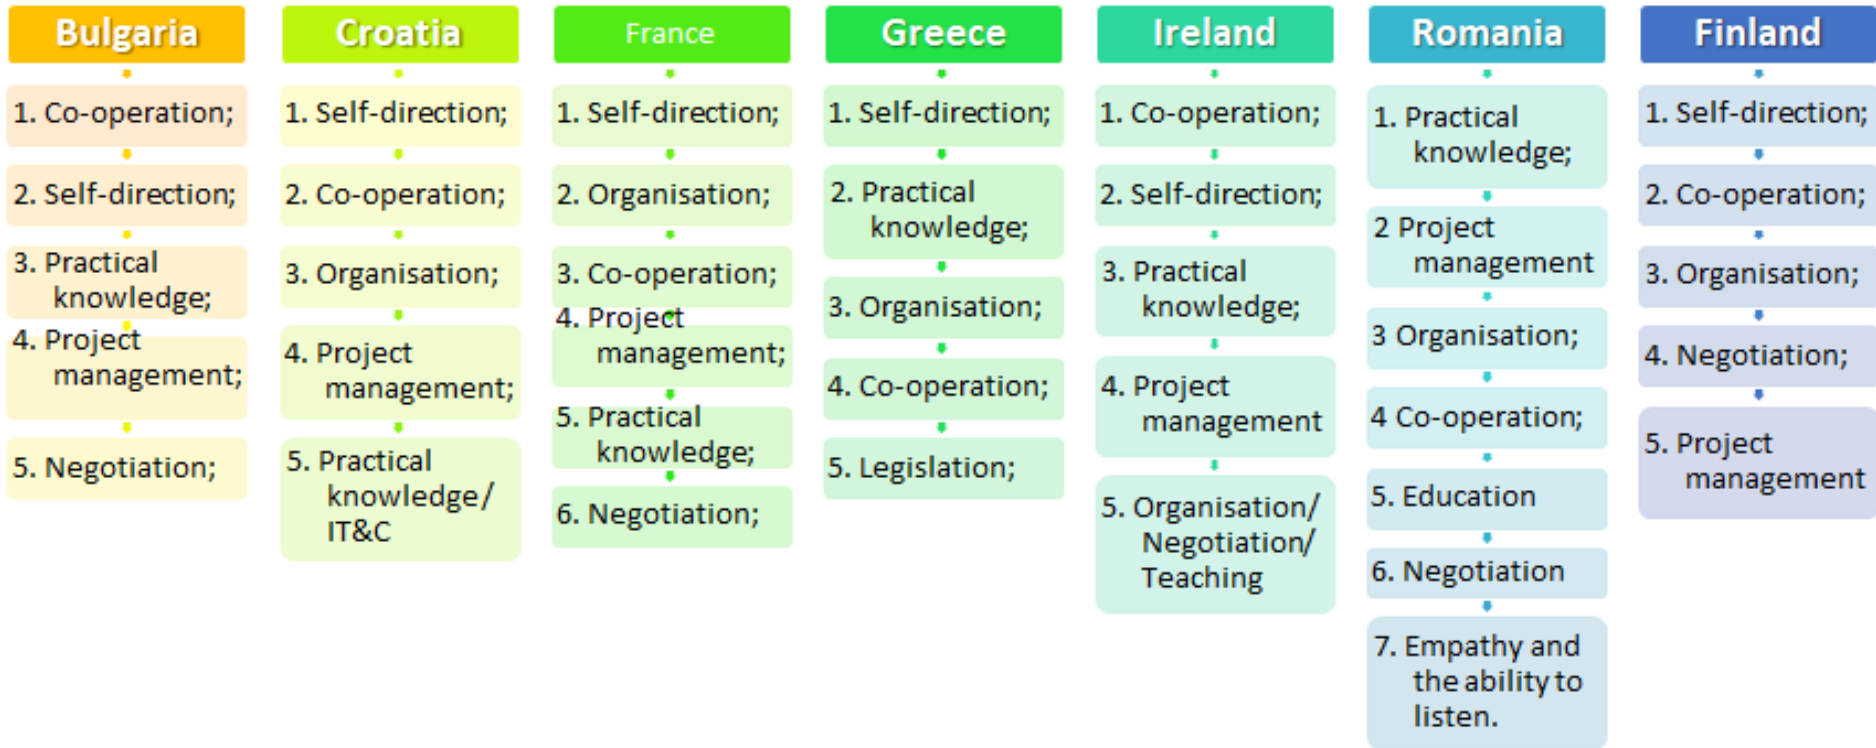 Bulgaria
1. Co-operation;
2. Self-direction;
3. Practical
knowledge;
4. Project
management;
5. Negotiation;
Croatia
1. Self-direction;
2. Co-operation;
3. Organisation;
4. Project
management;
5. Practical
knowledge/
IT&C
France
1. Self-direction;
2. Organisation;
3. Co-operation;
4. Project
management;
5. Practical
knowledge;
6. Negotiation;
Greece
1. Self-direction;
2. Practical
knowledge;
3. Organisation;
4. Co-operation;
5. Legislation;
Ireland
1. Co-operation;
2. Self-direction;
3. Practical
knowledge;
4. Project
management
5. Organisation/
Negotiation/
Teaching
Romania
1. Practical
knowledge;
2 Project
management
3 Organisation;
4 Co-operation;
5. Education
6. Negotiation
7. Empathy and
the ability to
listen.
Finland
1. Self-direction;
2. Co-operation;
3. Organisation;
4. Negotiation;
5. Project
management